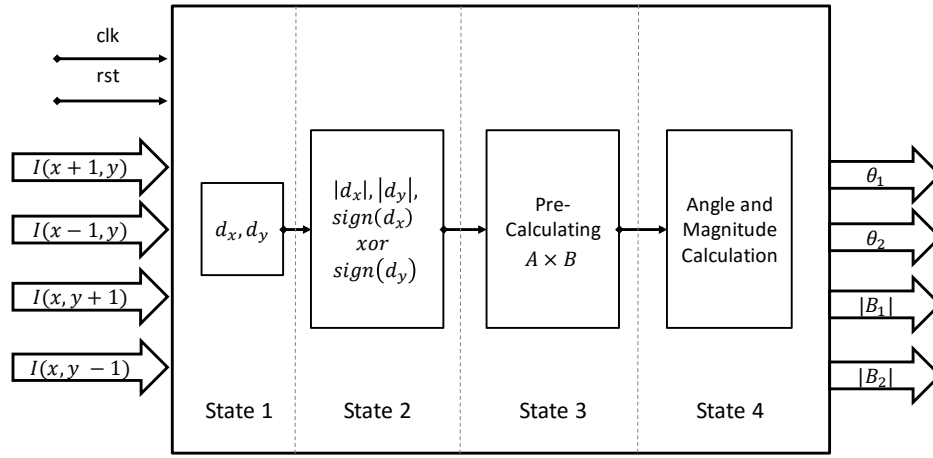 clk
rst
I(x + 1, y)
I(x − 1, y)
I(x, y + 1)
I(x, y − 1)
d_x, d_y
|d_x|, |d_y|,
sign(d_x)
xor
sign(d_y)
Pre-
Calculating
A × B
Angle and
Magnitude
Calculation
θ_1
θ_2
|B_1|
|B_2|
State 1
State 2
State 3
State 4